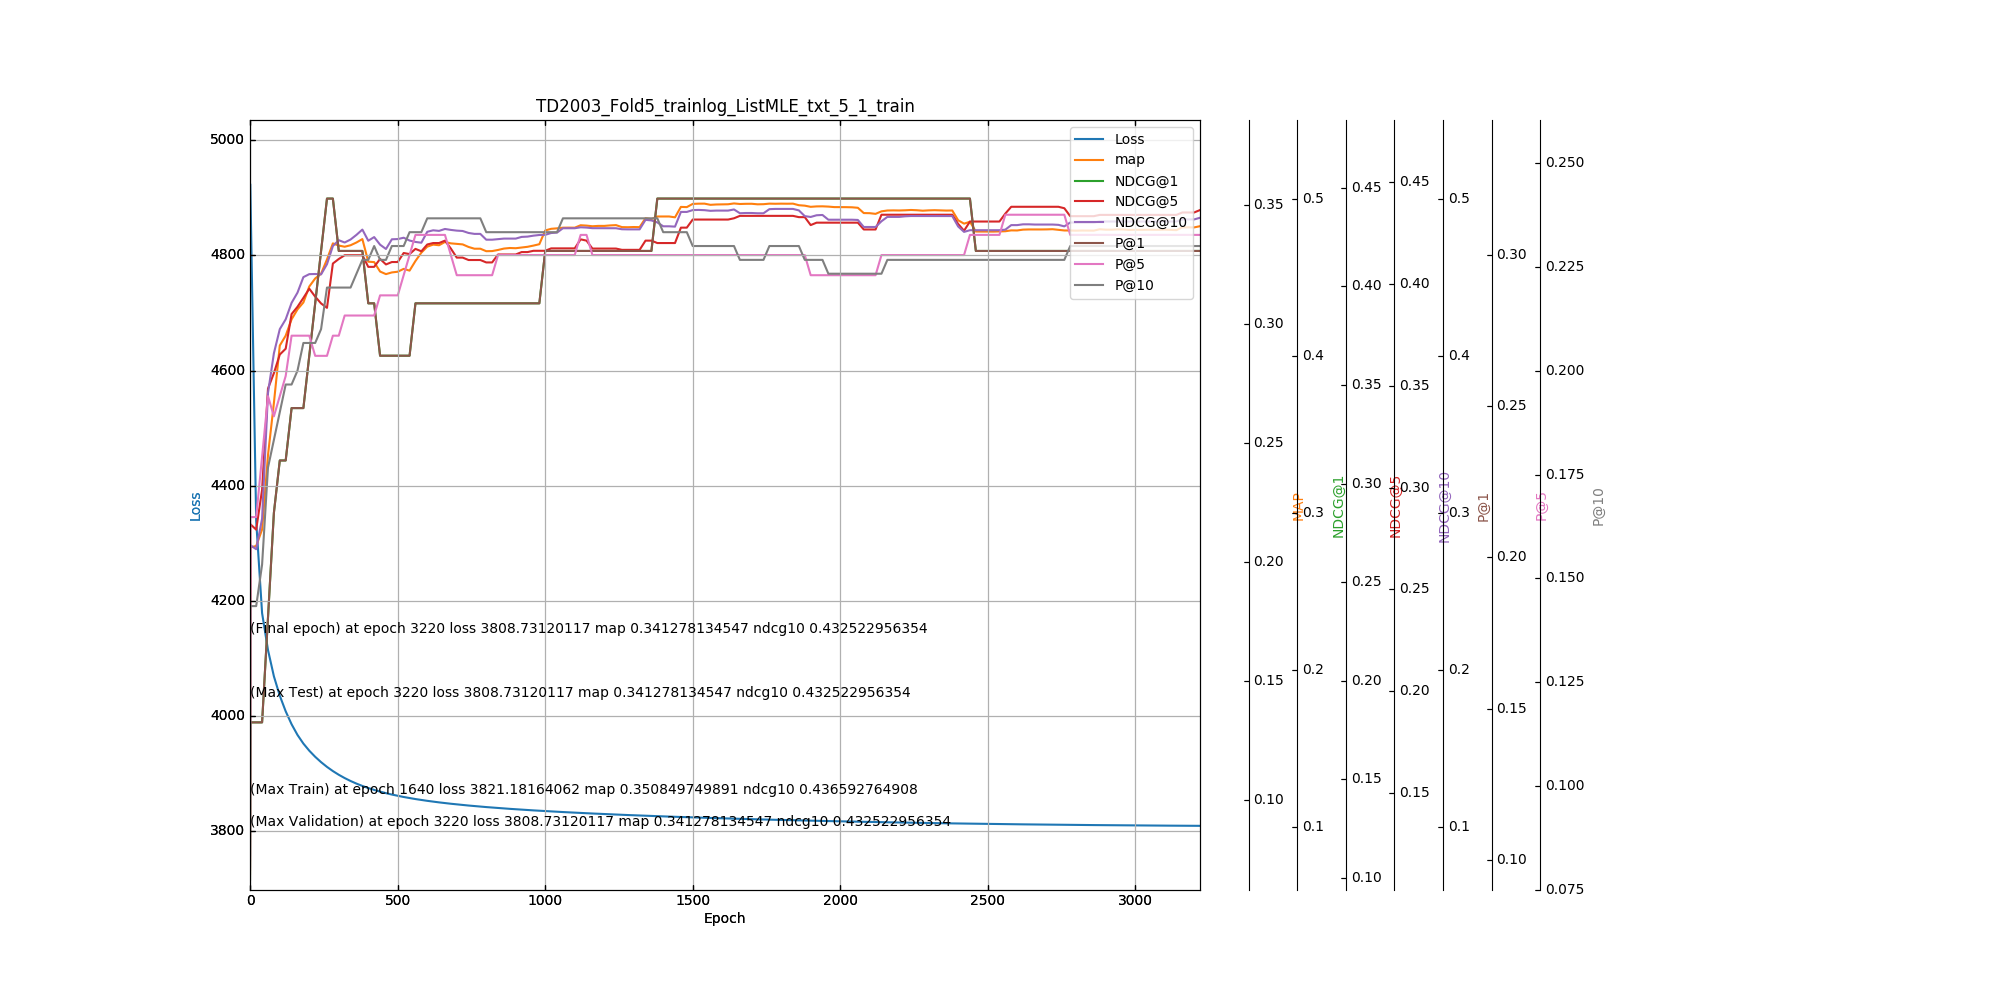 TD2003_Fold5_trainlog_ListMLE_txt_5_1_train
Loss
5000
4800
4600
4400
4200
4000
3800
Loss
map
NDCG@1
NDCG@5
NDCG@10
P@1
P@5
P@10
(Final epoch) at epoch 3220 loss 3808.73120117 map 0.341278134547 ndcg10 0.432522956354
(Max Test) at epoch 3220 loss 3808.73120117 map 0.341278134547 ndcg10 0.432522956354
(Max Train) at epoch 1640 loss 3821.18164062 map 0.350849749891 ndcg10 0.436592764908
(Max Validation) at epoch 3220 loss 3808.73120117 map 0.341278134547 ndcg10 0.432522956354
0 500 1000 1500 2000 2500 3000
Epoch
0.35
0.30
0.25
0.20
0.15
0.10
MAP
0.5
0.4
0.3
0.2
0.1
NDCG@1
0.45
0.40
0.35
0.30
0.25
0.20
0.15
0.10
NDCG@5
0.45
0.40
0.35
0.30
0.25
0.20
0.15
NDCG@10
0.5
0.4
0.3
0.2
0.1
P@1
0.30
0.25
0.20
0.15
0.10
P@5
0.250
0.225
0.200
0.175
0.150
0.125
0.100
0.075
P@10